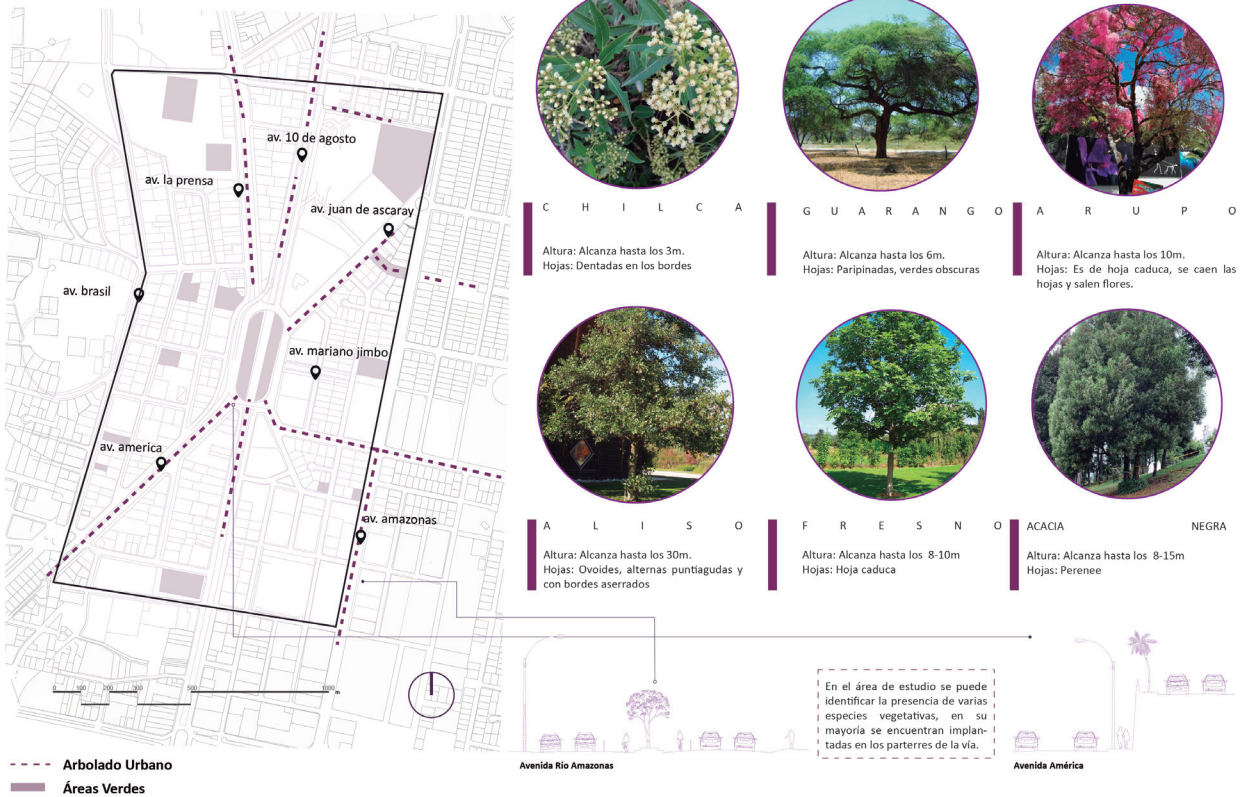 av. 10 de agosto
av. la prensa
av. juan de ascaray
av. brasil
av. mariano jimbo
av. america
av. amazonas
0 100 200 300 500 1000 m
Arbolado Urbano
Áreas Verdes
CHILCA
Altura: Alcanza hasta los 3m.
Hojas: Dentadas en los bordes
GUARANGO
Altura: Alcanza hasta los 6m.
Hojas: Paripinadas, verdes obscuras
ARUPO
Altura: Alcanza hasta los 10m.
Hojas: Es de hoja caduca, se caen las
hojas y salen flores.
ALISO
Altura: Alcanza hasta los 30m.
Hojas: Ovoides, alternas puntiagudas y
con bordes aserrados
FRESNO
Altura: Alcanza hasta los 8-10m
Hojas: Hoja caduca
ACACIA NEGRA
Altura: Alcanza hasta los 8-15m
Hojas: Perenee
Avenida Río Amazonas
En el área de estudio se puede
identificar la presencia de varias
especies vegetativas, en su
mayoría se encuentran implan-
tadas en los parterres de la vía.
Avenida América